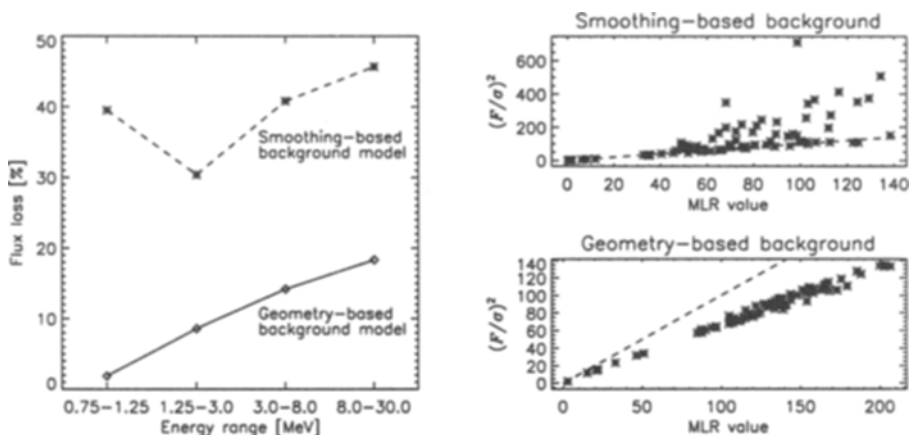 50
40
30
20
10
0
Flux loss [%]
Smoothing-based
background model
Geometry-based
background model
0.75-1.25 1.25-3.0 3.0-8.0 8.0-30.0
Energy range [MeV]
Smoothing-based background
600
400
200
0
(F/σ)²
0 20 40 60 80 100 120 140
MLR value
Geometry-based background
140
120
100
80
60
40
20
0
(F/σ)²
0 50 100 150 200
MLR value